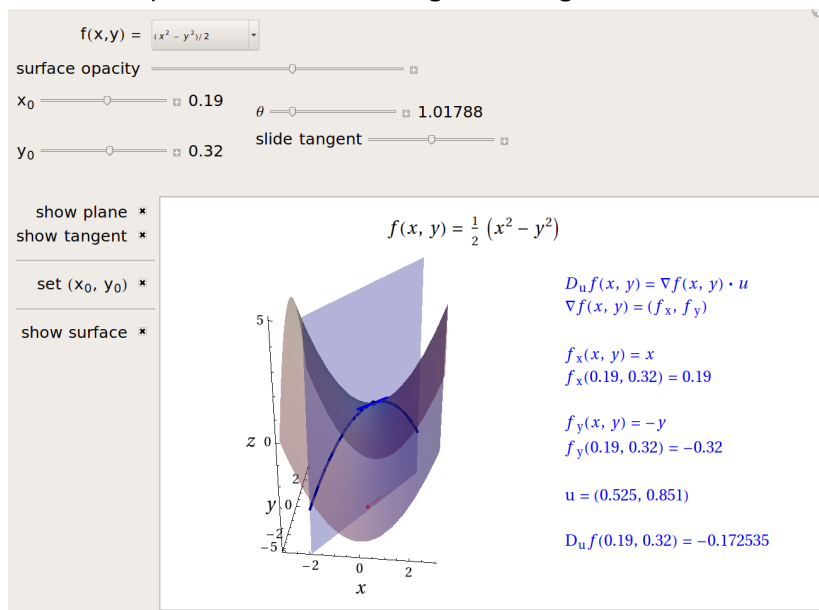 f(x,y) = (x² − y²)/2
surface opacity
x₀ 0.19
θ 1.01788
y₀ 0.32
slide tangent
show plane
show tangent
set (x₀, y₀)
show surface
f(x, y) = 1/2 (x² − y²)
D_u f(x, y) = ∇f(x, y) • u
∇f(x, y) = (f_x, f_y)
f_x(x, y) = x
f_x(0.19, 0.32) = 0.19
f_y(x, y) = −y
f_y(0.19, 0.32) = −0.32
u = (0.525, 0.851)
D_u f(0.19, 0.32) = −0.172535
5
z 0
2
y 0
−2
−5
−2 0 2
x